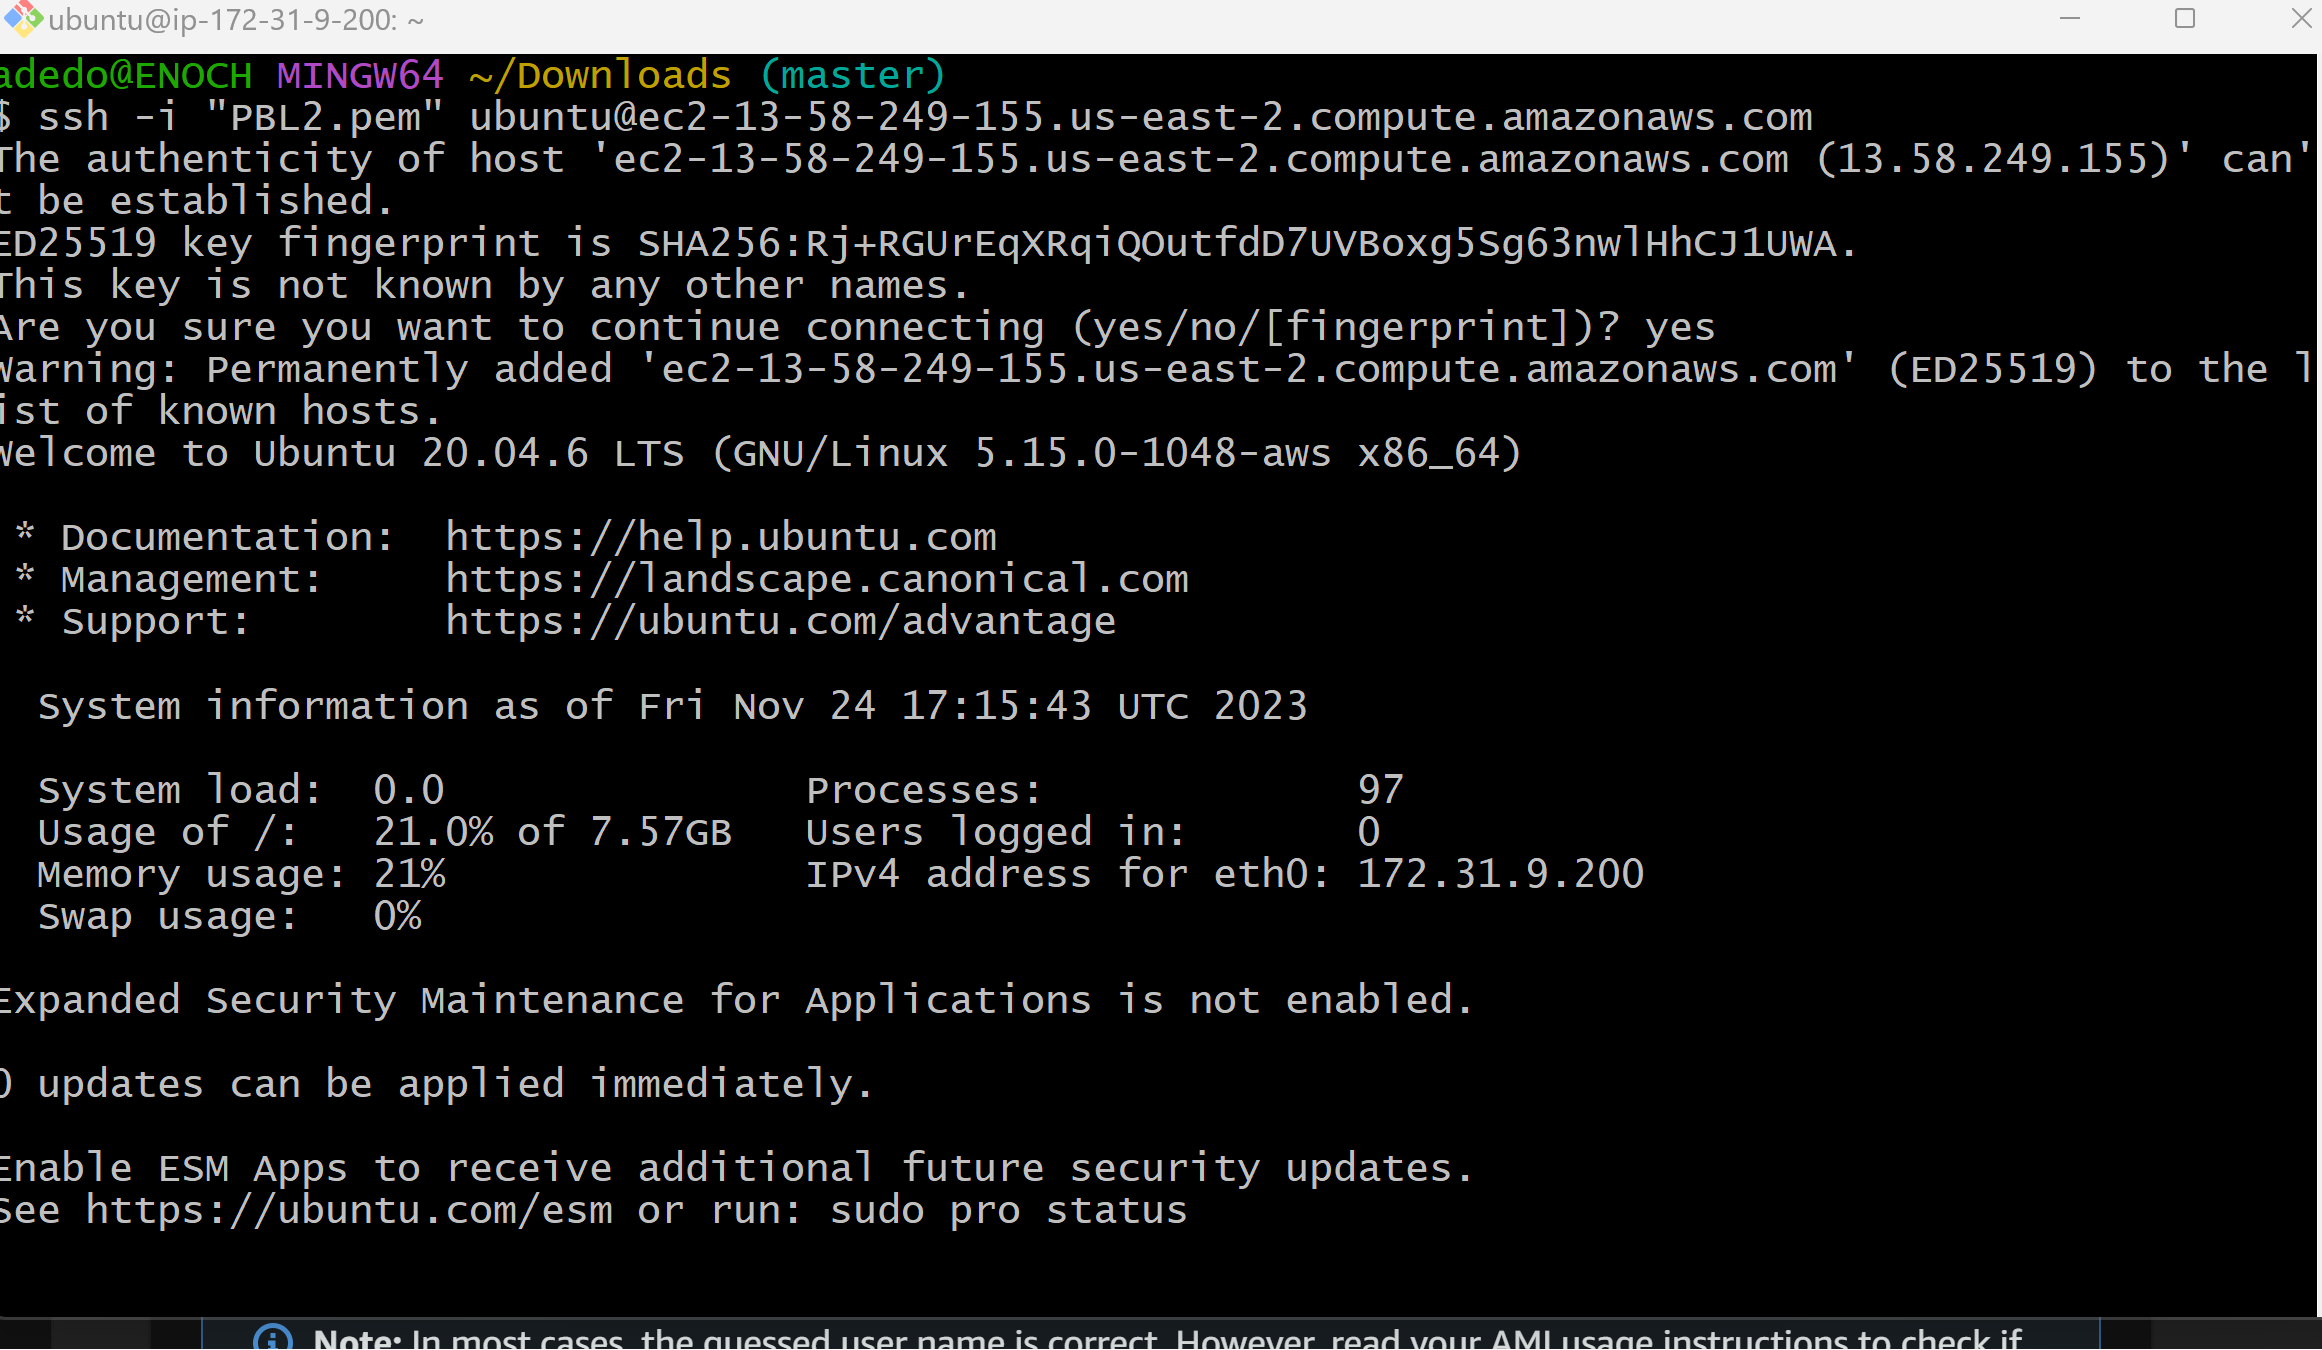 ubuntu@ip-172-31-9-200: ~
adedo@ENOCH MINGW64 ~/Downloads (master)
$ ssh -i "PBL2.pem" ubuntu@ec2-13-58-249-155.us-east-2.compute.amazonaws.com
The authenticity of host 'ec2-13-58-249-155.us-east-2.compute.amazonaws.com (13.58.249.155)' can'
t be established.
ED25519 key fingerprint is SHA256:Rj+RGUrEqXRqiQOutfdD7UVBoxg5Sg63nwlHhCJ1UWA.
This key is not known by any other names.
Are you sure you want to continue connecting (yes/no/[fingerprint])? yes
Warning: Permanently added 'ec2-13-58-249-155.us-east-2.compute.amazonaws.com' (ED25519) to the l
ist of known hosts.
Welcome to Ubuntu 20.04.6 LTS (GNU/Linux 5.15.0-1048-aws x86_64)
* Documentation: https://help.ubuntu.com
* Management: https://landscape.canonical.com
* Support: https://ubuntu.com/advantage
System information as of Fri Nov 24 17:15:43 UTC 2023
System load: 0.0 Processes: 97
Usage of /: 21.0% of 7.57GB Users logged in: 0
Memory usage: 21% IPv4 address for eth0: 172.31.9.200
Swap usage: 0%
Expanded Security Maintenance for Applications is not enabled.
0 updates can be applied immediately.
Enable ESM Apps to receive additional future security updates.
See https://ubuntu.com/esm or run: sudo pro status
Note: In most cases, the guessed user name is correct. However, read your AMI usage instructions to check if